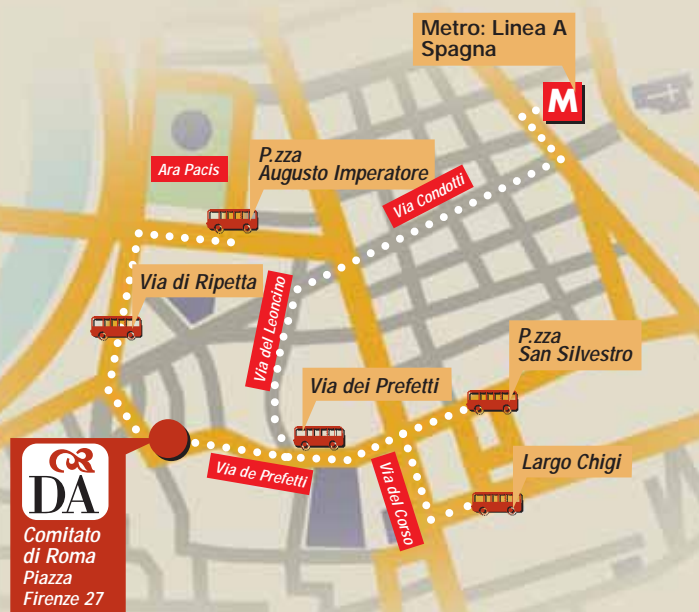 Metro: Linea A
Spagna
M
P.zza
Augusto Imperatore
Ara Pacis
Via Condotti
Via di Ripetta
Via del Leoncino
P.zza
San Silvestro
Via dei Prefetti
Via de Prefetti
Via del Corso
Largo Chigi
DA
Comitato
di Roma
Piazza
Firenze 27